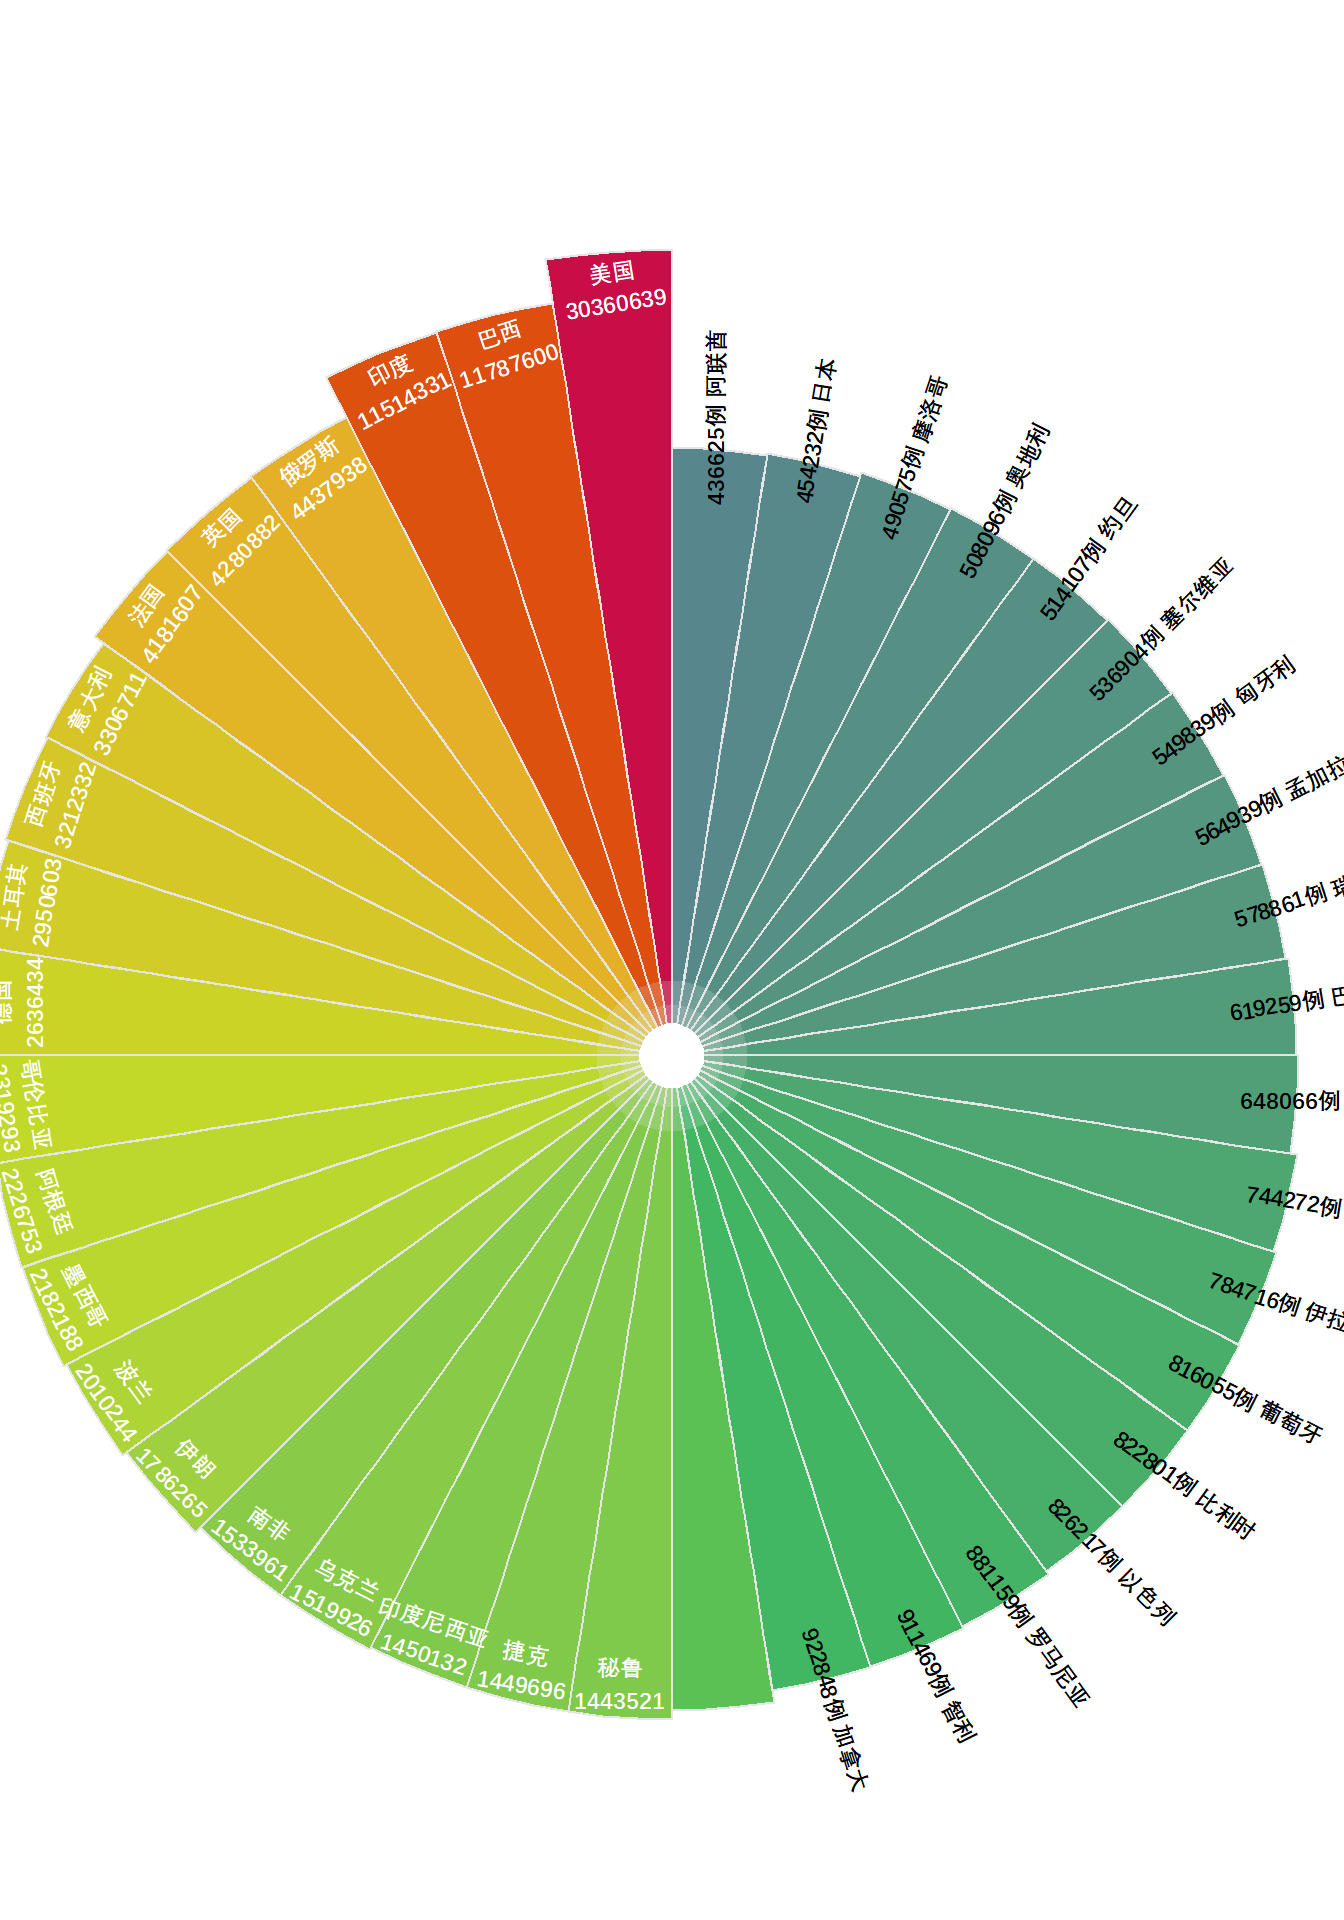 美国
30360639
巴西
11787600
印度
11514331
俄罗斯
4437938
英国
4280882
法国
4181607
意大利
3306711
西班牙
3212332
土耳其
2950603
德国
2636434
哥伦比亚
2319293
阿根廷
2226753
墨西哥
2182188
波兰
2010244
伊朗
1786265
南非
1533961
乌克兰
1519926
印度尼西亚
1450132
捷克
1449696
秘鲁
1443521
922848例 加拿大
911469例 智利
881159例 罗马尼亚
826217例 以色列
822801例 比利时
816055例 葡萄牙
784716例 伊拉
744272例
648066例
619259例 巴
578861例 瑞
564939例 孟加拉
549839例 匈牙利
536904例 塞尔维亚
514107例 约旦
508096例 奥地利
490575例 摩洛哥
454232例 日本
436625例 阿联酋